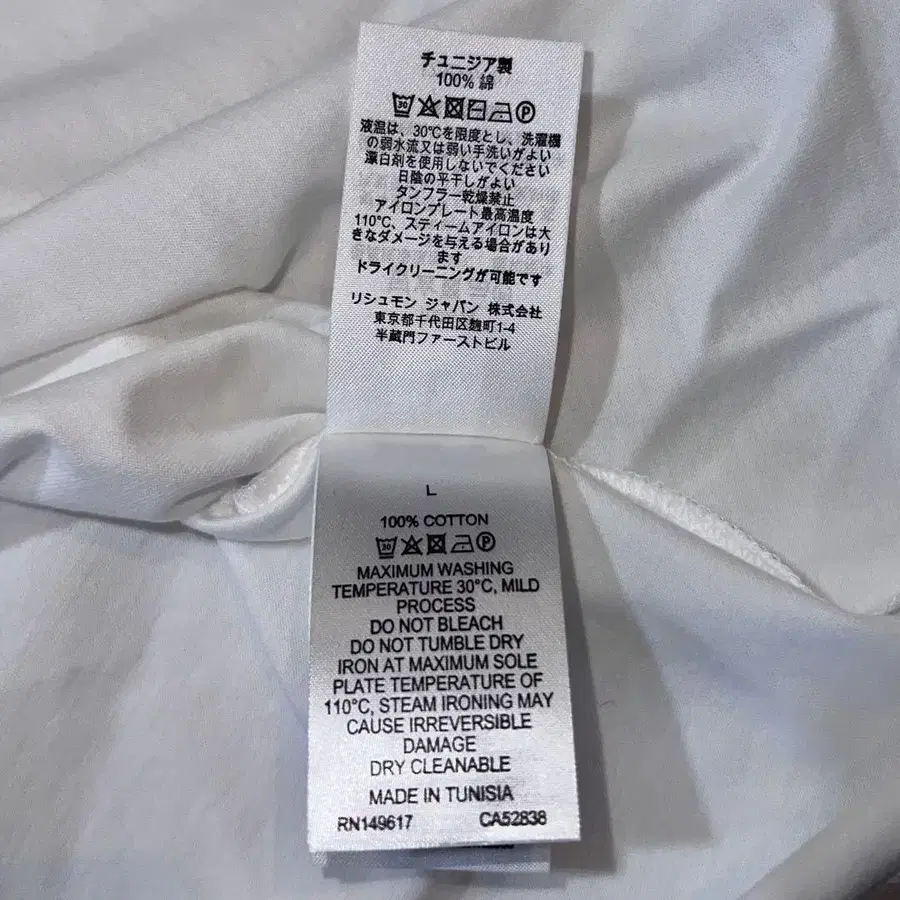 チュニジア製
100% 綿
30 P
液温は、30℃を限度とし、洗濯機
の弱水流又は弱い手洗いがよい
漂白剤を使用しないでください
日陰の平干しがよい
タンブラー乾燥禁止
アイロンプレート最高温度
110℃、スティームアイロンは大
きなダメージを与える場合があり
ます
ドライクリーニングが可能です
リシュモン ジャパン 株式会社
東京都千代田区麹町1-4
半蔵門ファーストビル
L
100% COTTON
30 P
MAXIMUM WASHING
TEMPERATURE 30°C, MILD
PROCESS
DO NOT BLEACH
DO NOT TUMBLE DRY
IRON AT MAXIMUM SOLE
PLATE TEMPERATURE OF
110°C, STEAM IRONING MAY
CAUSE IRREVERSIBLE
DAMAGE
DRY CLEANABLE
MADE IN TUNISIA
RN149617 CA52838